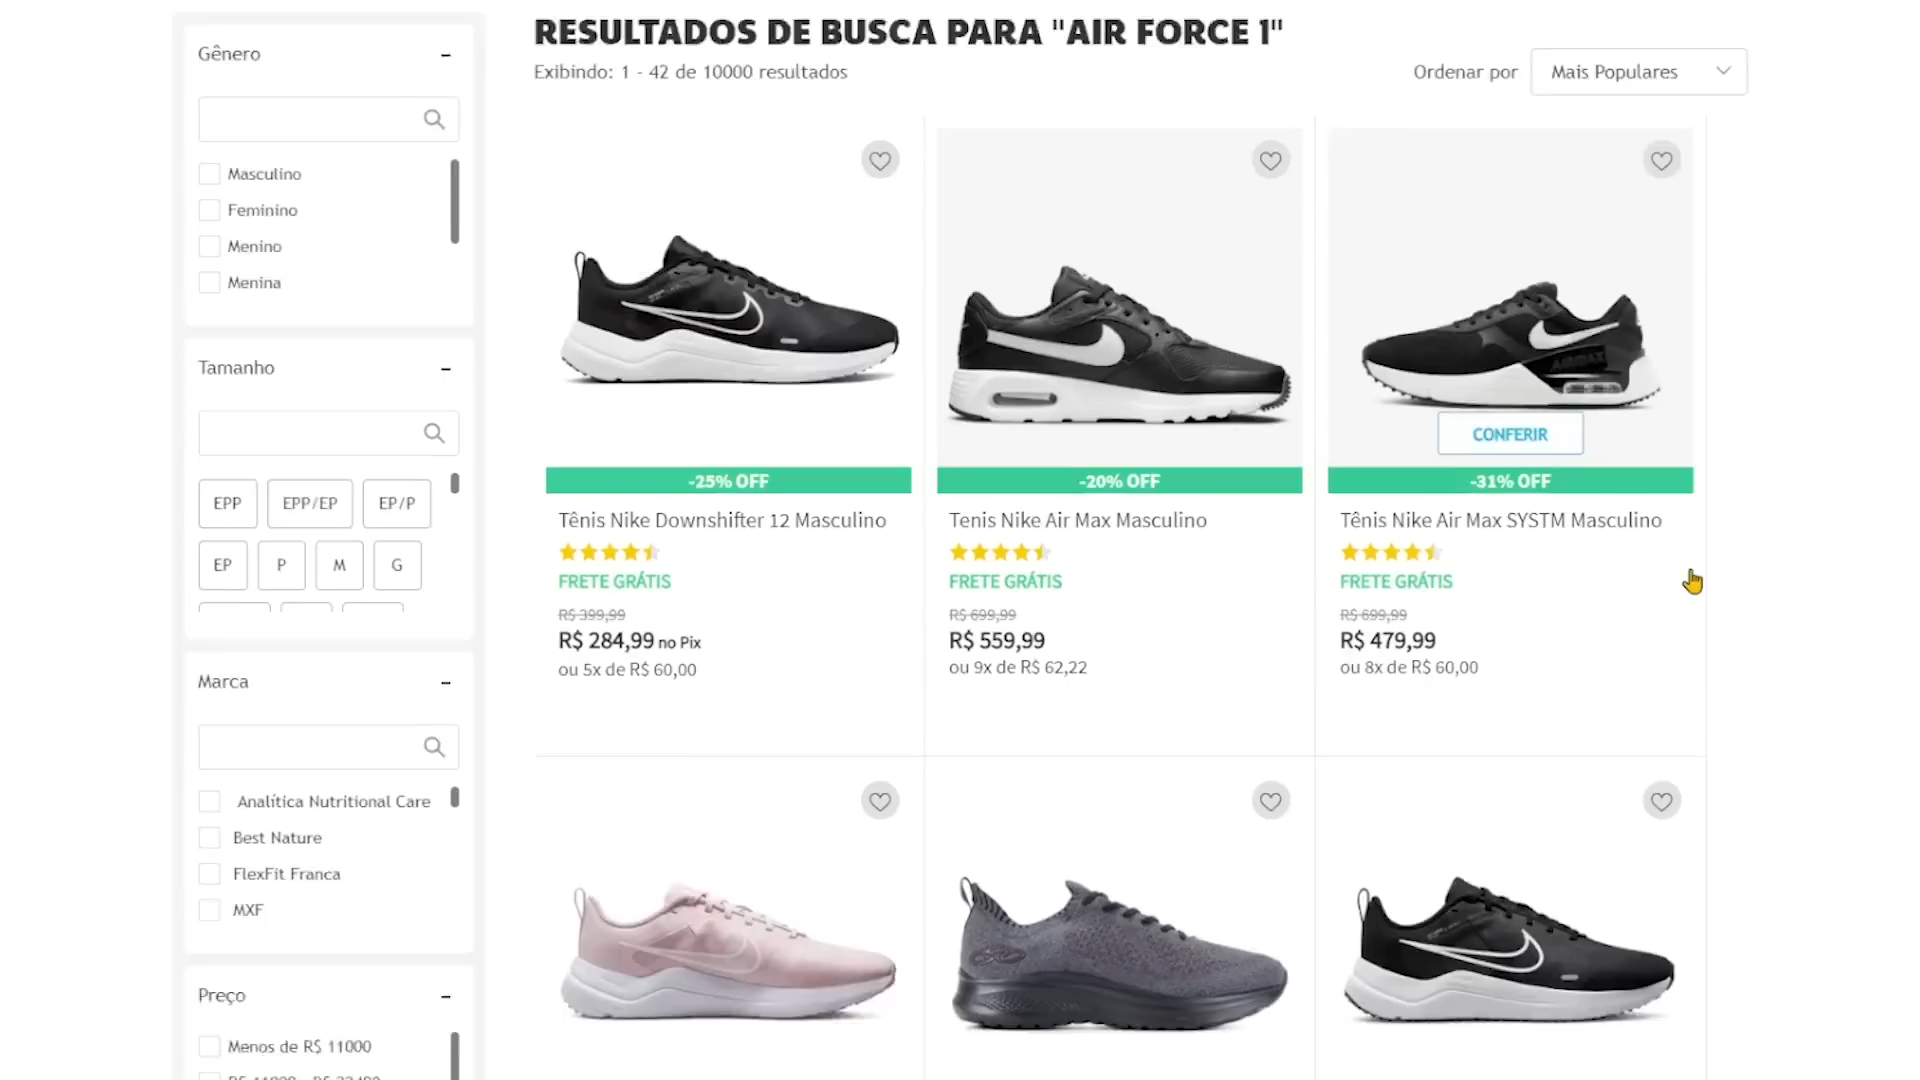 RESULTADOS DE BUSCA PARA "AIR FORCE 1"
Exibindo: 1 - 42 de 10000 resultados
Ordenar por
Mais Populares
Gênero
Masculino
Feminino
Menino
Menina
Tamanho
EPP
EPP/EP
EP/P
EP
P
M
G
Marca
Analítica Nutritional Care
Best Nature
FlexFit Franca
MXF
Preço
Menos de R$ 11000
-25% OFF
Tênis Nike Downshifter 12 Masculino
FRETE GRÁTIS
R$ 399,99
R$ 284,99 no Pix
ou 5x de R$ 60,00
-20% OFF
Tenis Nike Air Max Masculino
FRETE GRÁTIS
R$ 699,99
R$ 559,99
ou 9x de R$ 62,22
CONFERIR
-31% OFF
Tênis Nike Air Max SYSTM Masculino
FRETE GRÁTIS
R$ 699,99
R$ 479,99
ou 8x de R$ 60,00